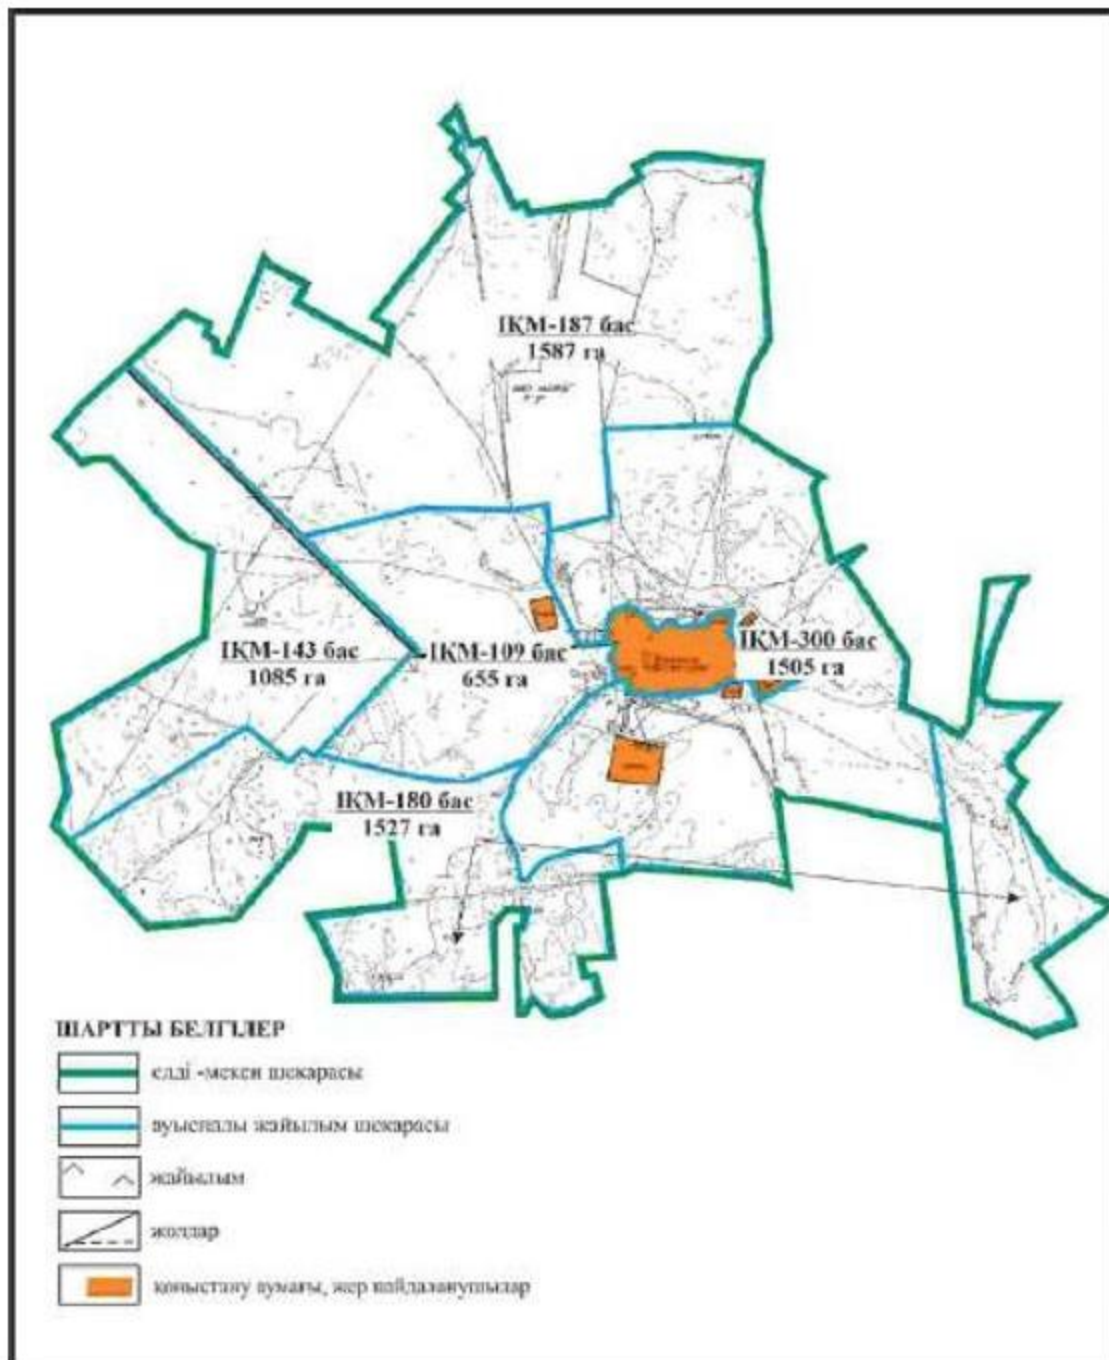 ІҚМ-187 бас
1587 га
ІҚМ-143 бас
1085 га
ІҚМ-109 бас
655 га
ІҚМ-300 бас
1505 га
ІҚМ-180 бас
1527 га
ШАРТТЫ БЕЛГІЛЕР
елді -мекен шекарасы
ауыспалы жайылым шекарасы
жайылым
жолдар
қоныстану аумағы, жер пайдаланушылар